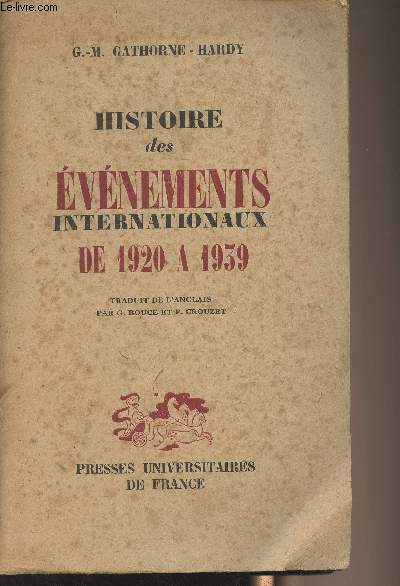 Le-livre.com
G.-M. GATHORNE-HARDY
HISTOIRE
des
ÉVÉNEMENTS
INTERNATIONAUX
DE 1920 A 1939
TRADUIT DE L'ANGLAIS
PAR G. ROUGE ET F. CROUZET
PRESSES UNIVERSITAIRES
DE FRANCE